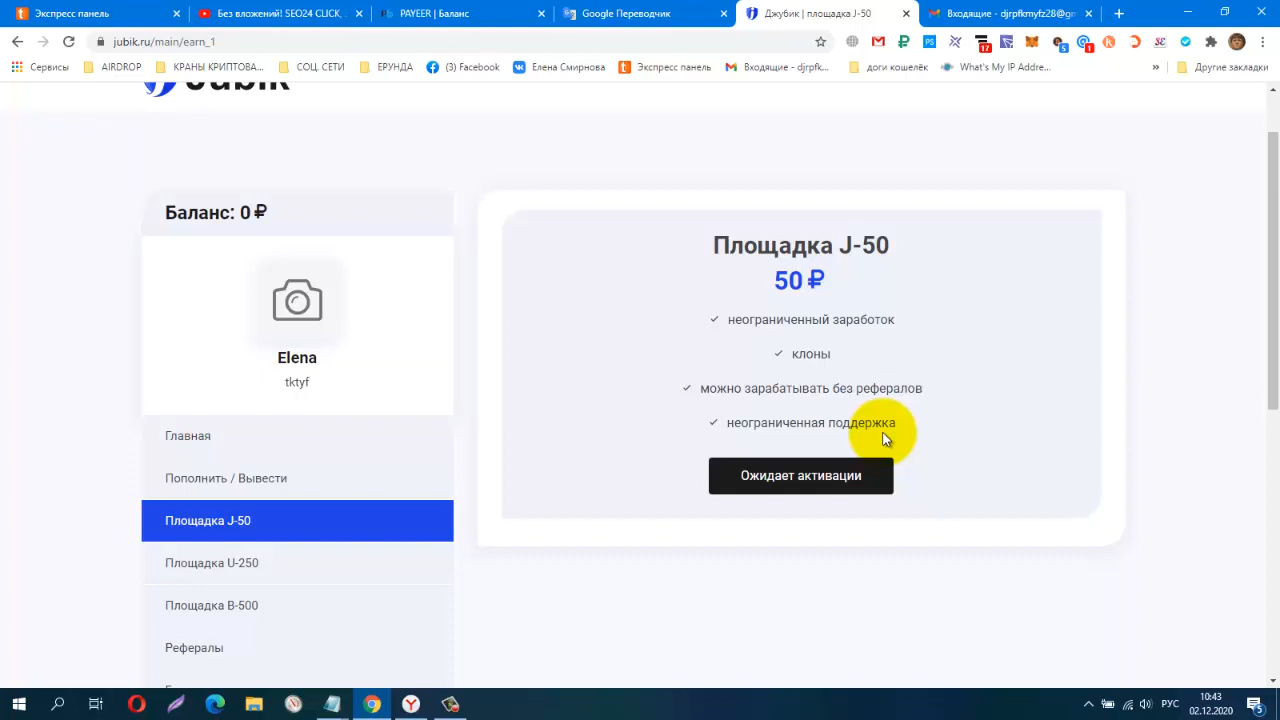 Экспресс панель
Без вложений! SEO24 CLICK,
PAYEER | Баланс
Google Переводчик
Джубик | площадка J-50
Входящие - djrpfkmyfz28@gm
jubik.ru/main/earn_1
Сервисы
AIRDROP
КРАНЫ КРИПТОВА...
СОЦ. СЕТИ
ЕРУНДА
(3) Facebook
Елена Смирнова
Экспресс панель
Входящие - djrpfk...
доги кошелёк
What's My IP Addre...
»
Другие закладки
Jubik
Баланс: 0 ₽
Elena
tktyf
Главная
Пополнить / Вывести
Площадка J-50
Площадка U-250
Площадка B-500
Рефералы
Площадка J-50
50 ₽
неограниченный заработок
клоны
можно зарабатывать без рефералов
неограниченная поддержка
Ожидает активации
РУС
10:43
02.12.2020